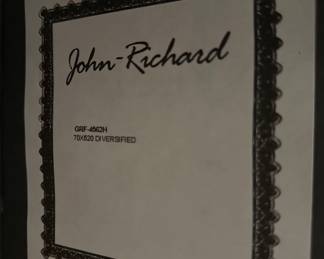 John-Richard
GRF-4562H
70X520 DIVERSIFIED